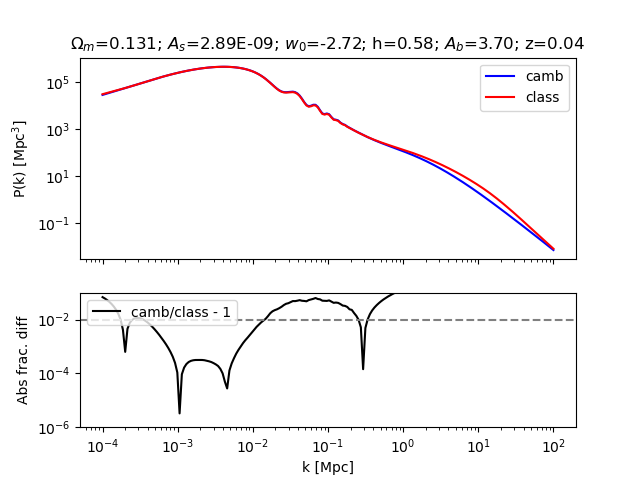 Ωm=0.131; As=2.89E-09; w0=-2.72; h=0.58; Ab=3.70; z=0.04
P(k) [Mpc³]
10⁵
10³
10¹
10⁻¹
camb
class
Abs frac. diff
10⁻²
10⁻⁴
10⁻⁶
camb/class - 1
10⁻⁴ 10⁻³ 10⁻² 10⁻¹ 10⁰ 10¹ 10²
k [Mpc]